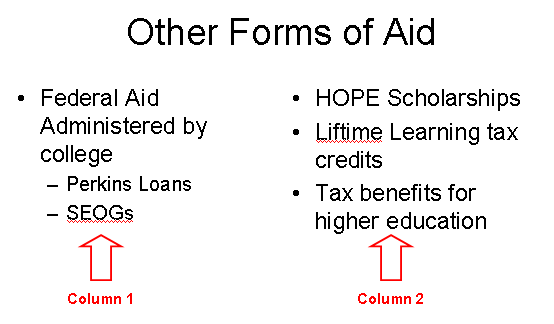 Other Forms of Aid
• Federal Aid
Administered by
college
– Perkins Loans
– SEOGs
• HOPE Scholarships
• Liftime Learning tax
credits
• Tax benefits for
higher education
Column 1
Column 2